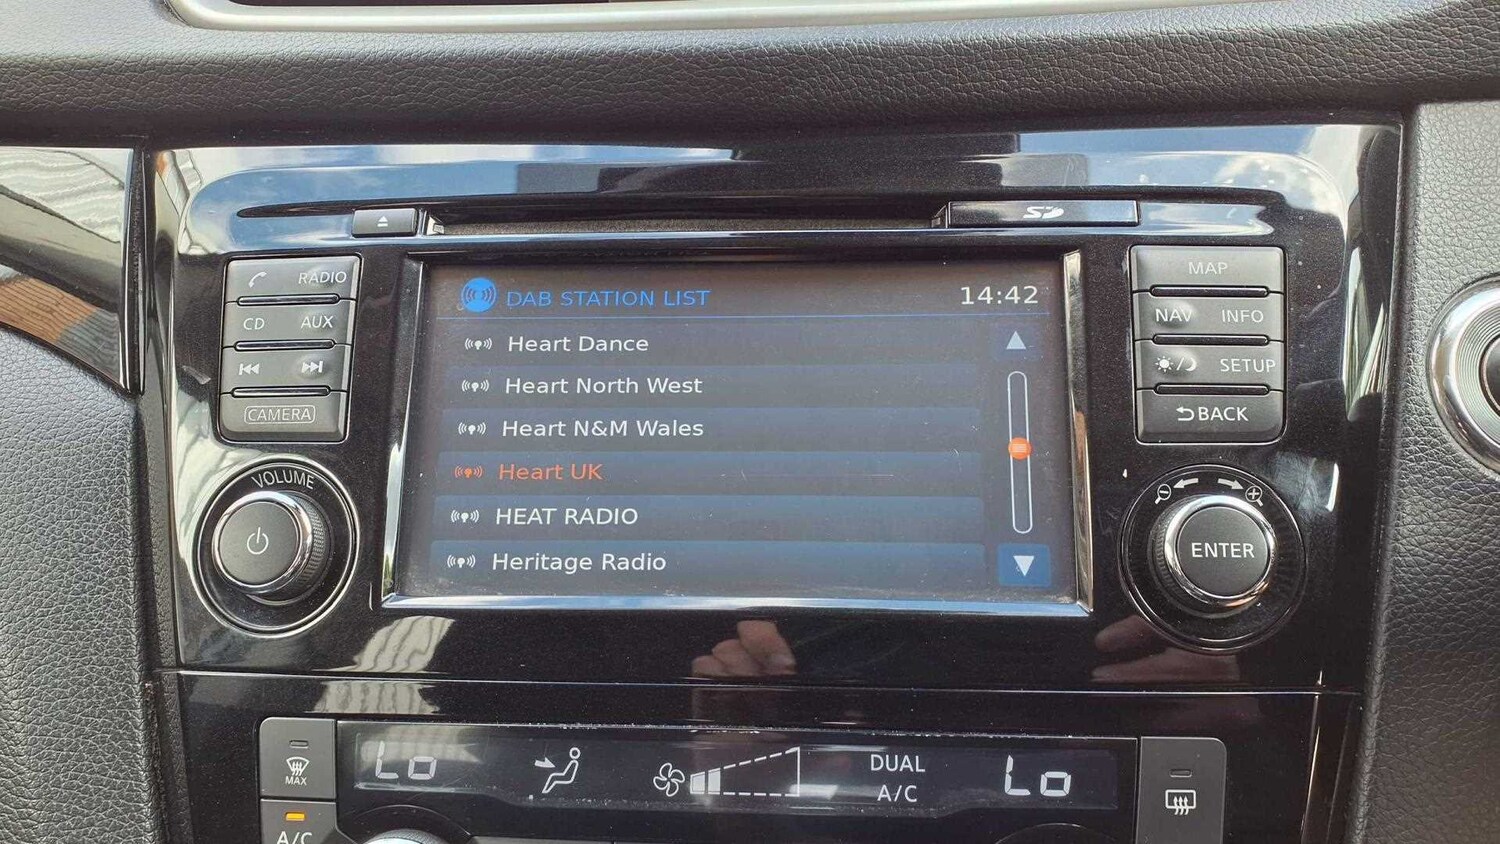 SD
RADIO
CD AUX
CAMERA
VOLUME
DAB STATION LIST 14:42
Heart Dance
Heart North West
Heart N&M Wales
Heart UK
HEAT RADIO
Heritage Radio
MAP
NAV INFO
SETUP
BACK
ENTER
MAX
A/C
Lo
DUAL
A/C
Lo